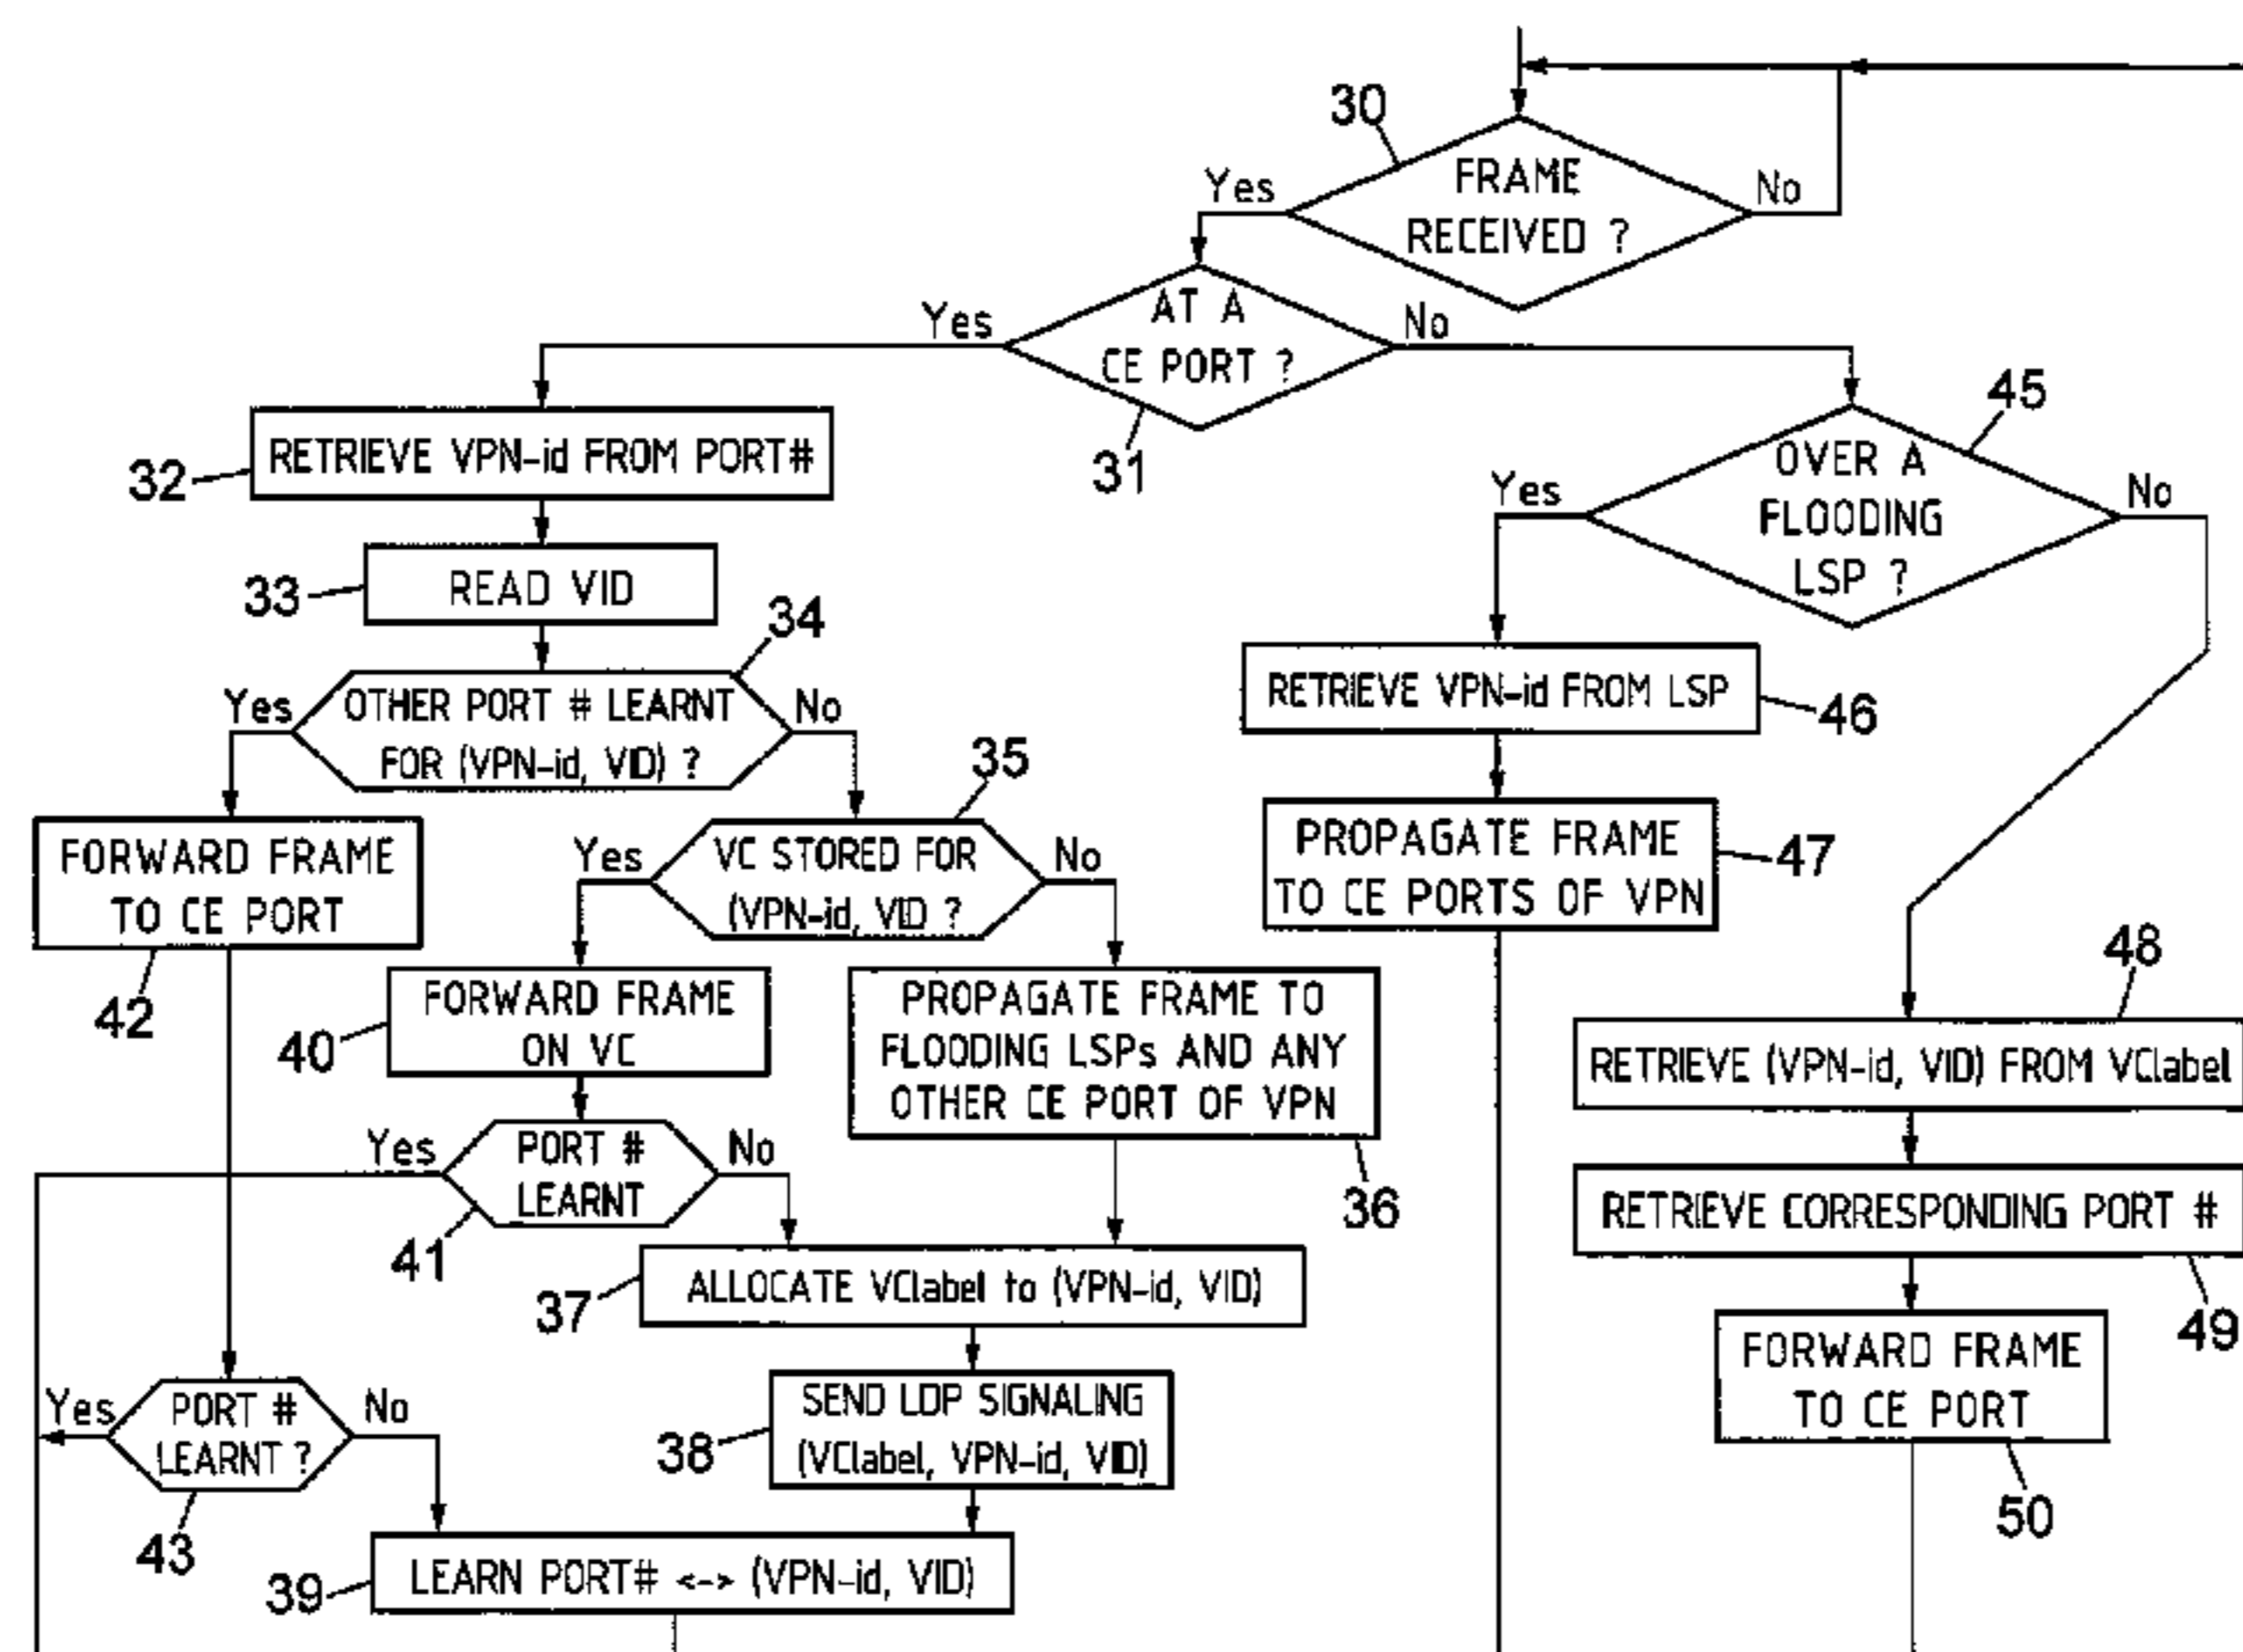 30
FRAME
RECEIVED ?
Yes
No
AT A
CE PORT ?
Yes
No
31
45
OVER A
FLOODING
LSP ?
Yes
No
32
RETRIEVE VPN-id FROM PORT#
33
READ VID
34
OTHER PORT # LEARNT
FOR (VPN-id, VID) ?
Yes
No
35
VC STORED FOR
(VPN-id, VID ?
Yes
No
FORWARD FRAME
TO CE PORT
42
40
FORWARD FRAME
ON VC
PROPAGATE FRAME TO
FLOODING LSPs AND ANY
OTHER CE PORT OF VPN
36
PORT #
LEARNT
Yes
No
41
37
ALLOCATE VClabel to (VPN-id, VID)
38
SEND LDP SIGNALING
(VClabel, VPN-id, VID)
PORT #
LEARNT ?
Yes
No
43
39
LEARN PORT# <-> (VPN-id, VID)
RETRIEVE VPN-id FROM LSP
46
PROPAGATE FRAME
TO CE PORTS OF VPN
47
48
RETRIEVE (VPN-id, VID) FROM VClabel
RETRIEVE CORRESPONDING PORT #
49
FORWARD FRAME
TO CE PORT
50